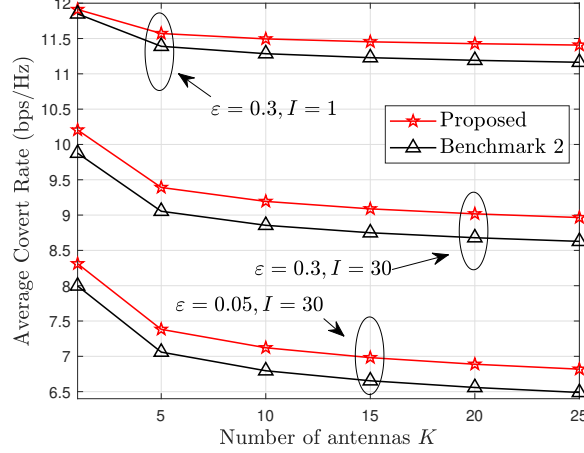 12
11.5
11
10.5
10
9.5
9
8.5
8
7.5
7
6.5
Average Covert Rate (bps/Hz)
ε = 0.3, I = 1
Proposed
Benchmark 2
ε = 0.3, I = 30
ε = 0.05, I = 30
5 10 15 20 25
Number of antennas K